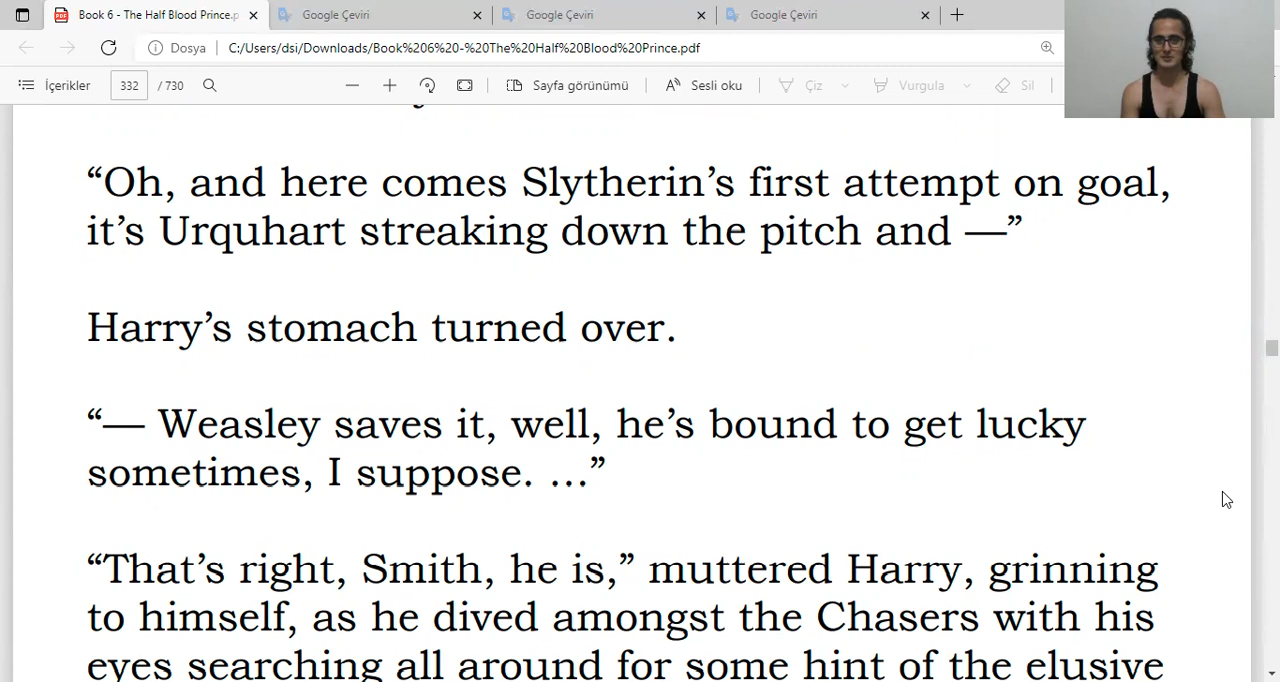 Book 6 - The Half Blood Prince.p
Google Çeviri
Google Çeviri
Google Çeviri
Dosya
C:/Users/dsi/Downloads/Book%206%20-%20The%20Half%20Blood%20Prince.pdf
İçerikler
332
/ 730
Sayfa görünümü
Sesli oku
Çiz
Vurgula
Sil
“Oh, and here comes Slytherin’s first attempt on goal,
it’s Urquhart streaking down the pitch and —”
Harry’s stomach turned over.
“— Weasley saves it, well, he’s bound to get lucky
sometimes, I suppose. …”
“That’s right, Smith, he is,” muttered Harry, grinning
to himself, as he dived amongst the Chasers with his
eyes searching all around for some hint of the elusive